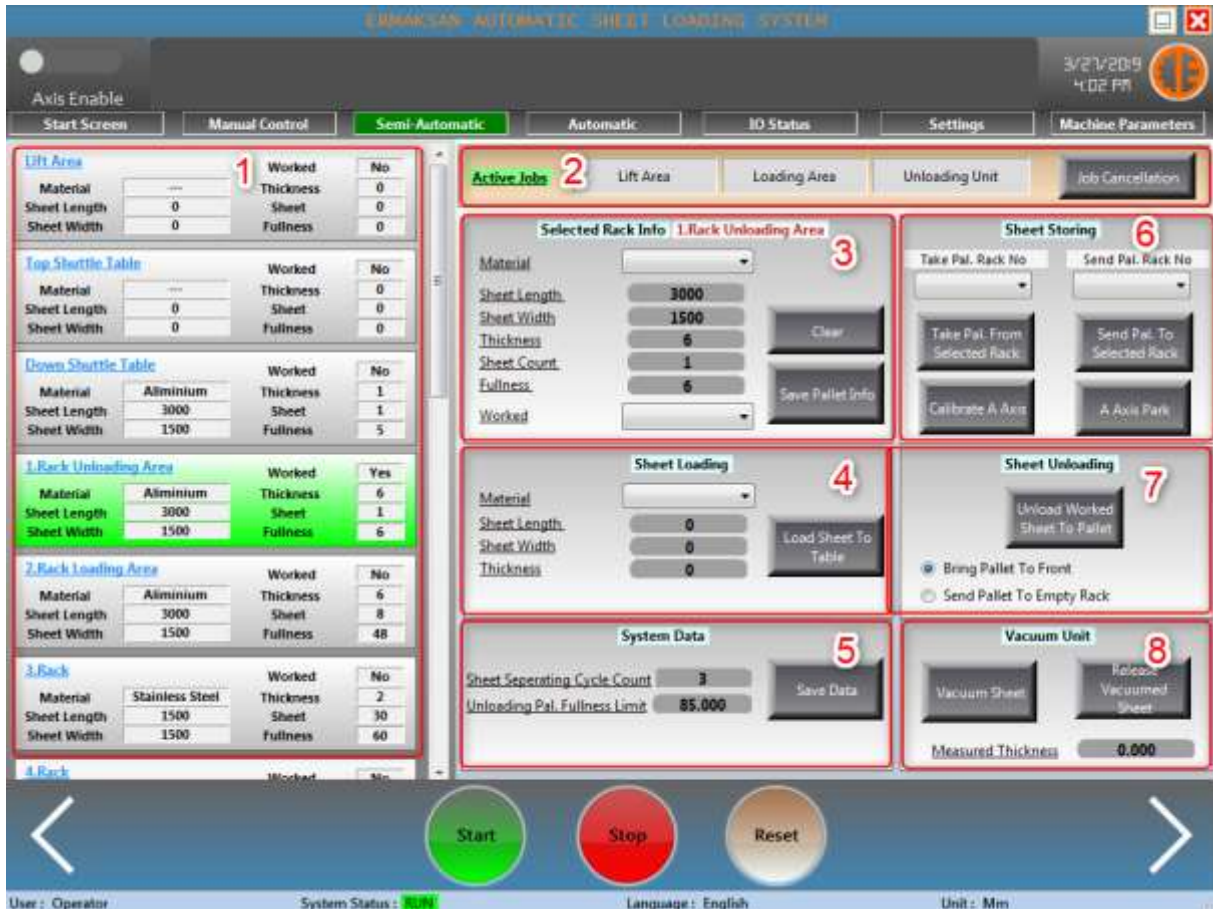 ERMAKSAN AUTOMATIC SHEET LOADING SYSTEM
Axis Enable
3/27/2019
4:02 PM
Start Screen Manual Control Semi-Automatic Automatic IO Status Settings Machine Parameters
1
Lift Area Worked No
Material --- Thickness 0
Sheet Length 0 Sheet 0
Sheet Width 0 Fullness 0
Top Shuttle Table Worked No
Material --- Thickness 0
Sheet Length 0 Sheet 0
Sheet Width 0 Fullness 0
Down Shuttle Table Worked No
Material Aliminium Thickness 1
Sheet Length 3000 Sheet 1
Sheet Width 1500 Fullness 5
1.Rack Unloading Area Worked Yes
Material Aliminium Thickness 6
Sheet Length 3000 Sheet 1
Sheet Width 1500 Fullness 6
2.Rack Loading Area Worked No
Material Aliminium Thickness 6
Sheet Length 3000 Sheet 8
Sheet Width 1500 Fullness 48
3.Rack Worked No
Material Stainless Steel Thickness 2
Sheet Length 1500 Sheet 30
Sheet Width 1500 Fullness 60
4.Rack Worked No
Active Jobs 2 Lift Area Loading Area Unloading Unit Job Cancellation
Selected Rack Info 1.Rack Unloading Area
3
Material
Sheet Length 3000
Sheet Width 1500
Thickness 6
Sheet Count 1
Fullness 6
Worked
Clear
Save Pallet Info
Sheet Storing
6
Take Pal. Rack No Send Pal. Rack No
Take Pal. From
Selected Rack
Send Pal. To
Selected Rack
Calibrate A Axis A Axis Park
Sheet Loading
4
Material
Sheet Length 0
Sheet Width 0
Thickness 0
Load Sheet To
Table
Sheet Unloading
7
Unload Worked
Sheet To Pallet
Bring Pallet To Front
Send Pallet To Empty Rack
System Data
5
Sheet Seperating Cycle Count 3
Unloading Pal. Fullness Limit 85.000
Save Data
Vacuum Unit
8
Vacuum Sheet
Release
Vacuumed
Sheet
Measured Thickness 0.000
Start Stop Reset
User : Operator System Status : RUN Language : English Unit : Mm